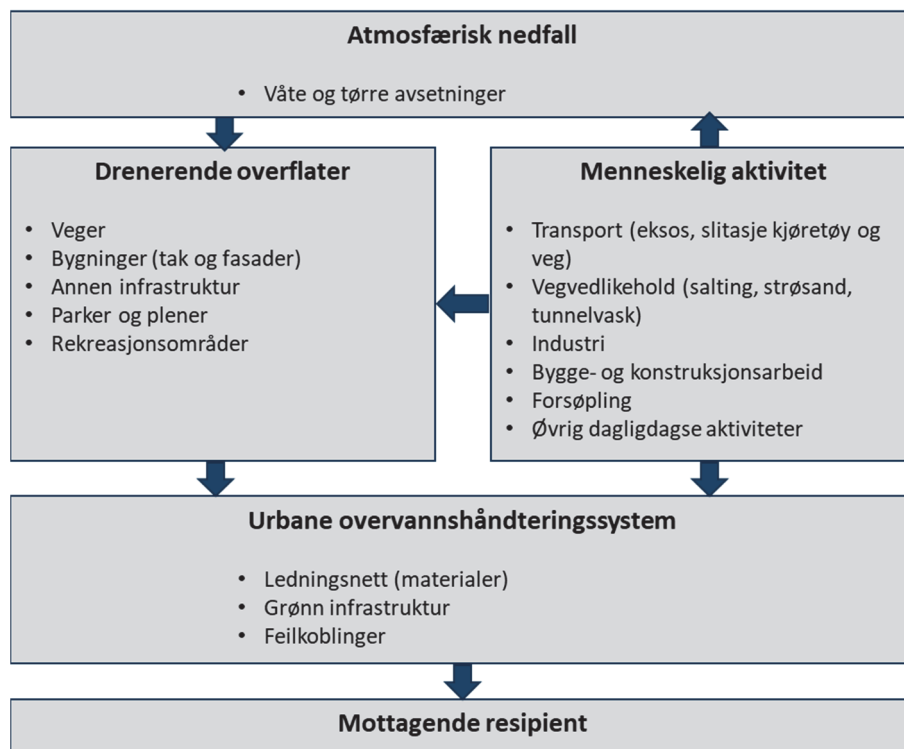 Atmosfærisk nedfall
• Våte og tørre avsetninger
Drenerende overflater
• Veger
• Bygninger (tak og fasader)
• Annen infrastruktur
• Parker og plener
• Rekreasjonsområder
Menneskelig aktivitet
• Transport (eksos, slitasje kjøretøy og
veg)
• Vegvedlikehold (salting, strøsand,
tunnelvask)
• Industri
• Bygge- og konstruksjonsarbeid
• Forsøpling
• Øvrig dagligdagse aktiviteter
Urbane overvannshåndteringssystem
• Ledningsnett (materialer)
• Grønn infrastruktur
• Feilkoblinger
Mottagende resipient